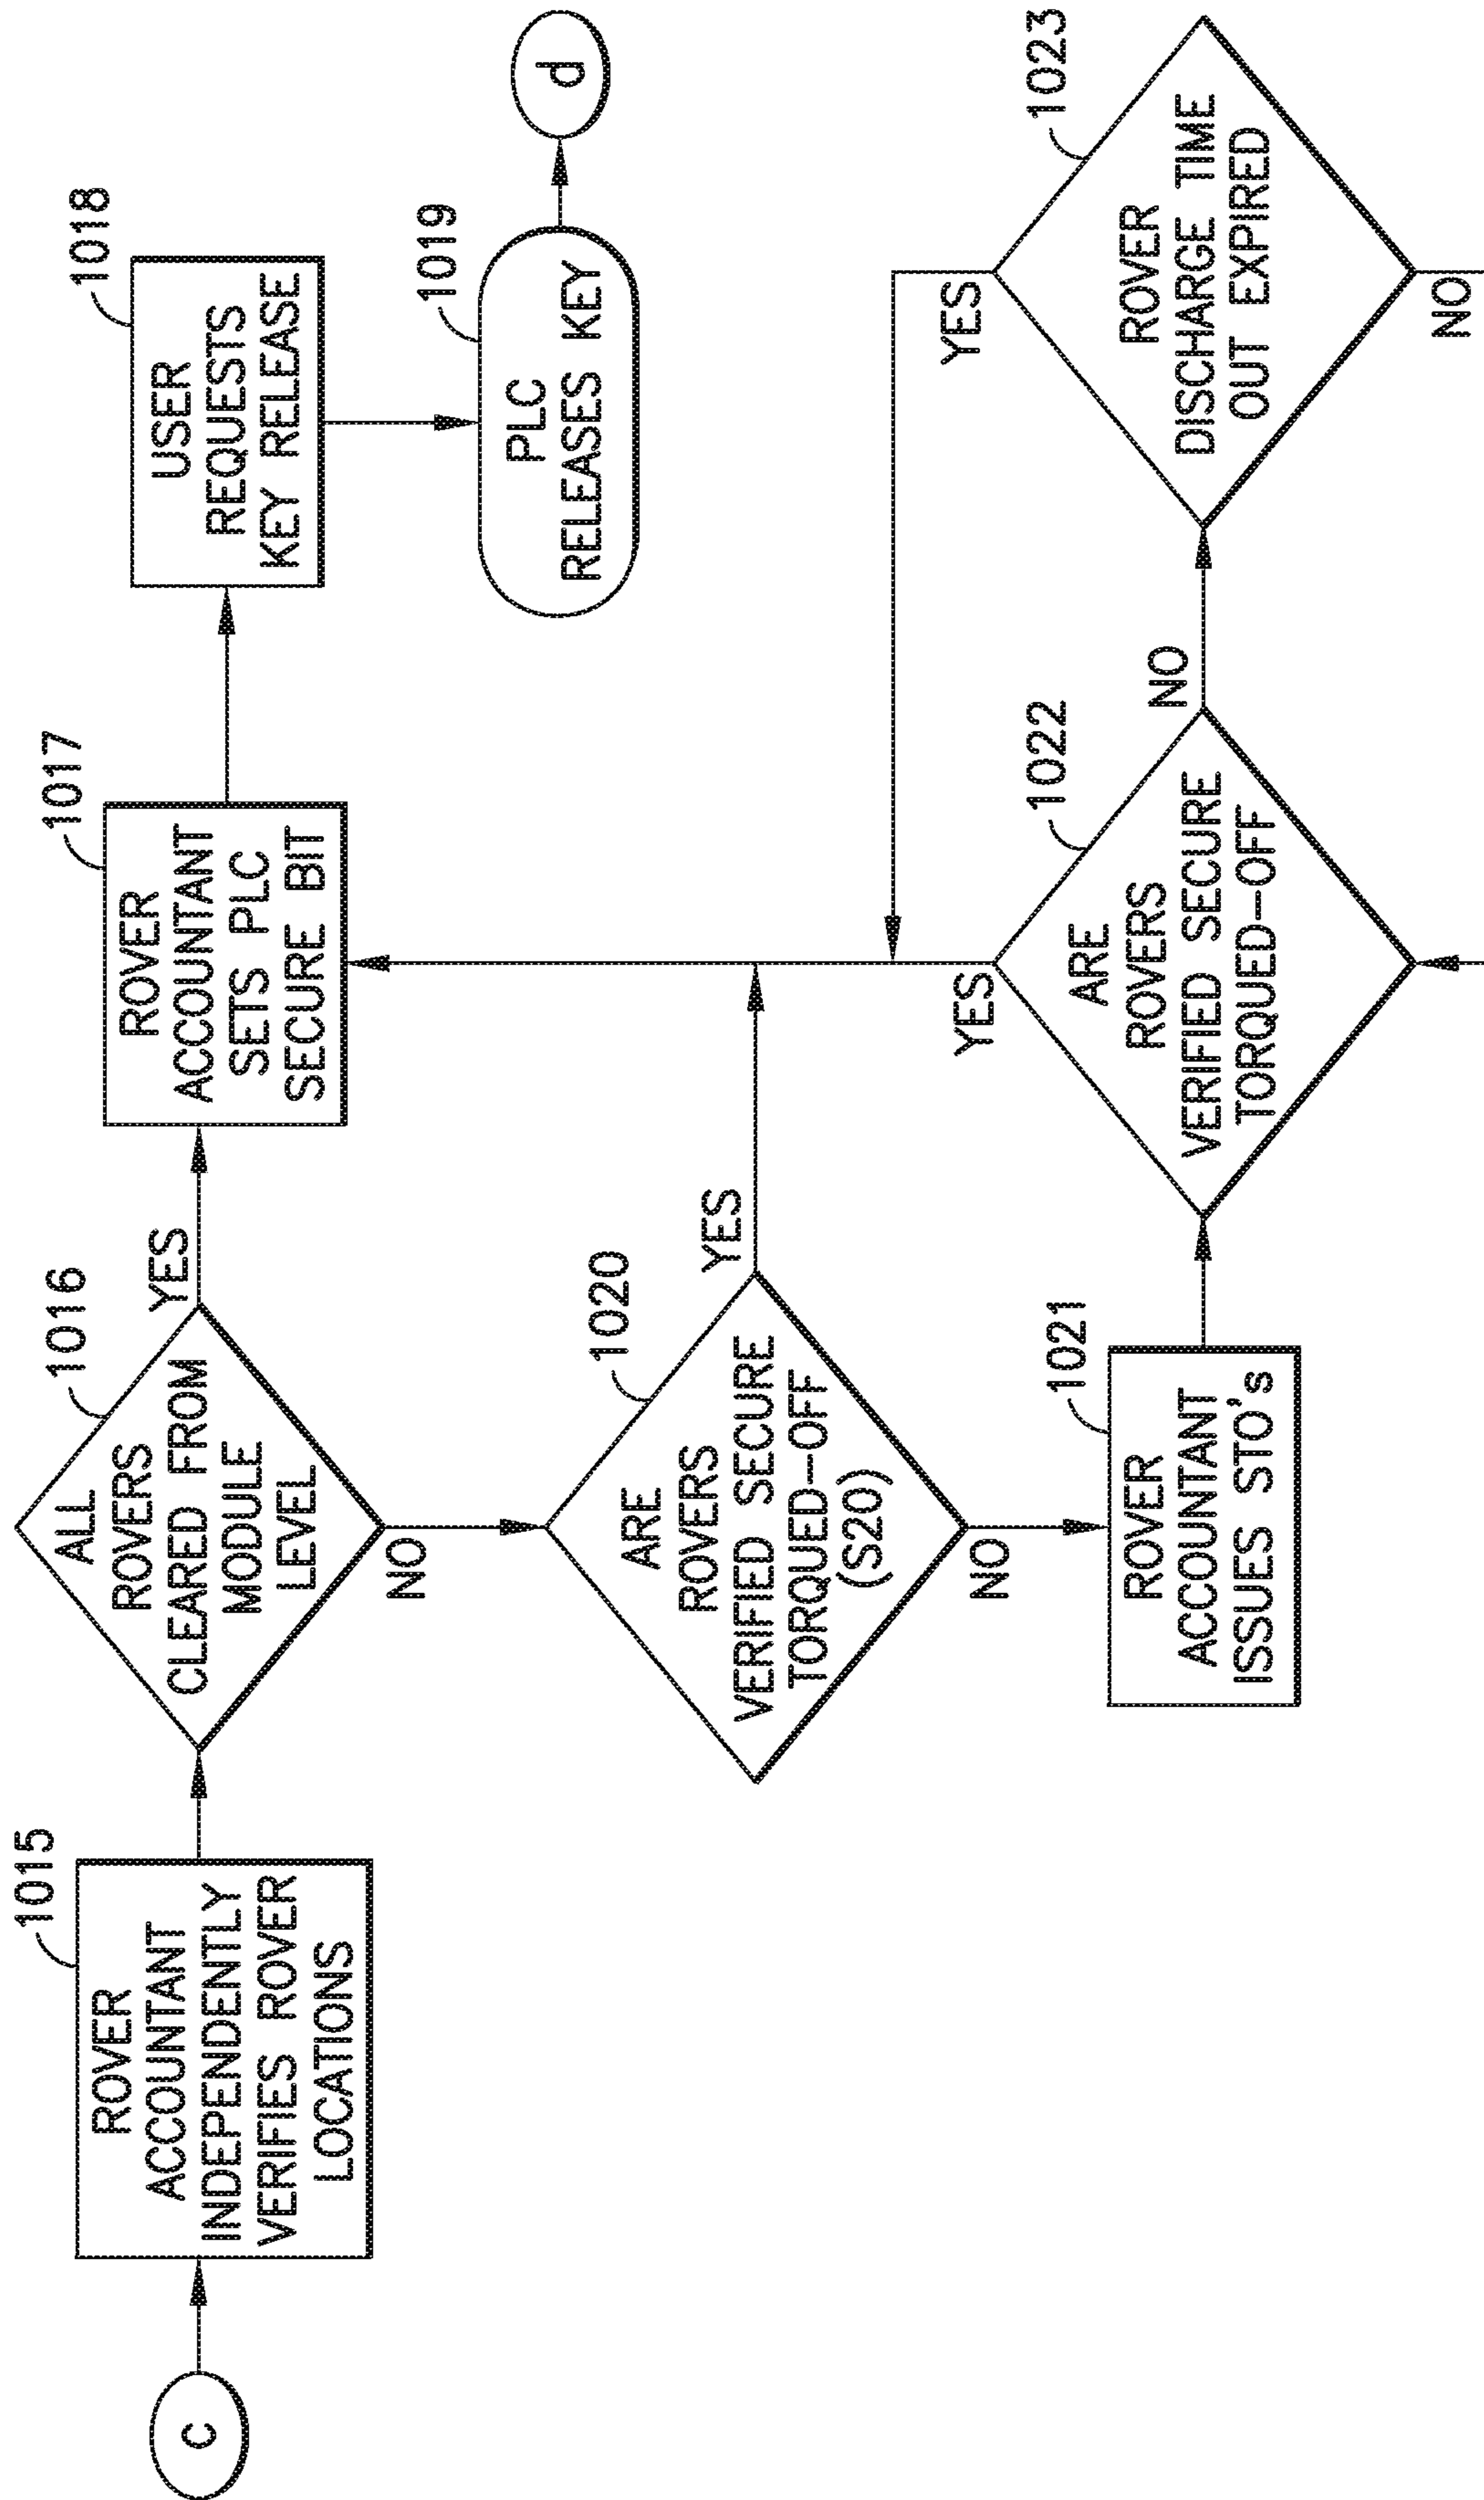 c
1015
ROVER
ACCOUNTANT
INDEPENDENTLY
VERIFIES ROVER
LOCATIONS
1016
ALL
ROVERS
CLEARED FROM
MODULE
LEVEL
YES
NO
1017
ROVER
ACCOUNTANT
SETS PLC
SECURE BIT
1018
USER
REQUESTS
KEY RELEASE
1019
PLC
RELEASES KEY
d
1020
ARE
ROVERS
VERIFIED SECURE
TORQUED-OFF
(S20)
YES
NO
1021
ROVER
ACCOUNTANT
ISSUES STO's
1022
ARE
ROVERS
VERIFIED SECURE
TORQUED-OFF
YES
NO
1023
ROVER
DISCHARGE TIME
OUT EXPIRED
YES
NO